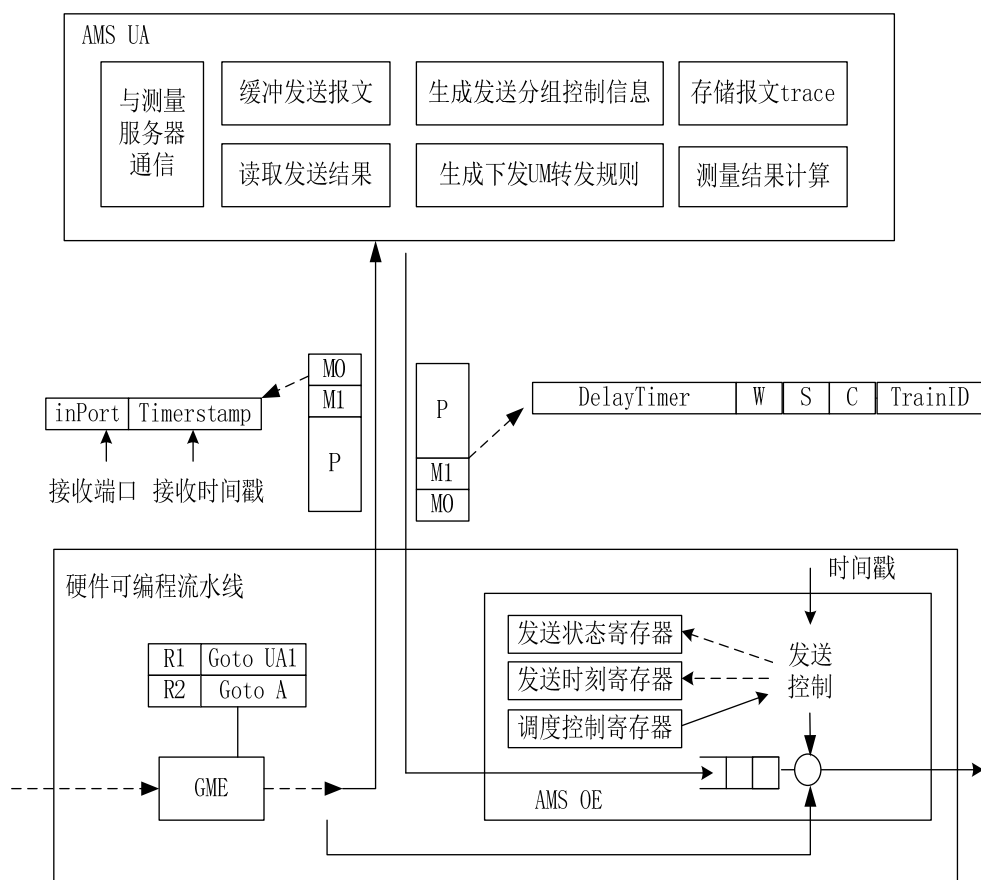 AMS UA
与测量
服务器
通信
缓冲发送报文
生成发送分组控制信息
存储报文trace
读取发送结果
生成下发UM转发规则
测量结果计算
M0
M1
P
inPort Timerstamp
接收端口 接收时间戳
P
M1
M0
DelayTimer W S C TrainID
硬件可编程流水线
时间戳
R1 Goto UA1
R2 Goto A
GME
发送状态寄存器
发送时刻寄存器
调度控制寄存器
发送
控制
AMS OE